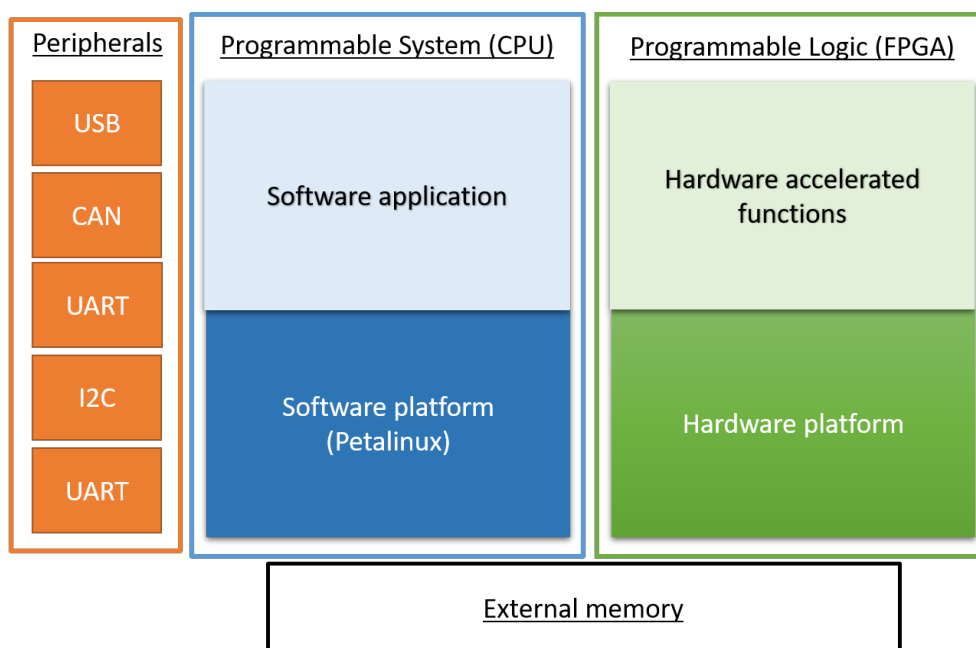 Peripherals
USB
CAN
UART
I2C
UART
Programmable System (CPU)
Software application
Software platform
(Petalinux)
Programmable Logic (FPGA)
Hardware accelerated
functions
Hardware platform
External memory